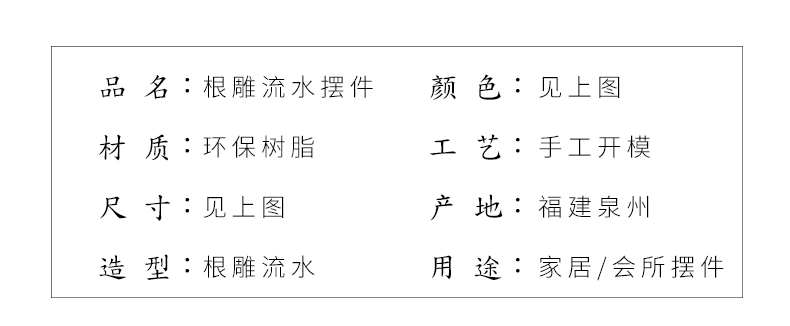 品 名：根雕流水摆件 颜 色：见上图
材 质：环保树脂 工 艺：手工开模
尺 寸：见上图 产 地：福建泉州
造 型：根雕流水 用 途：家居/会所摆件